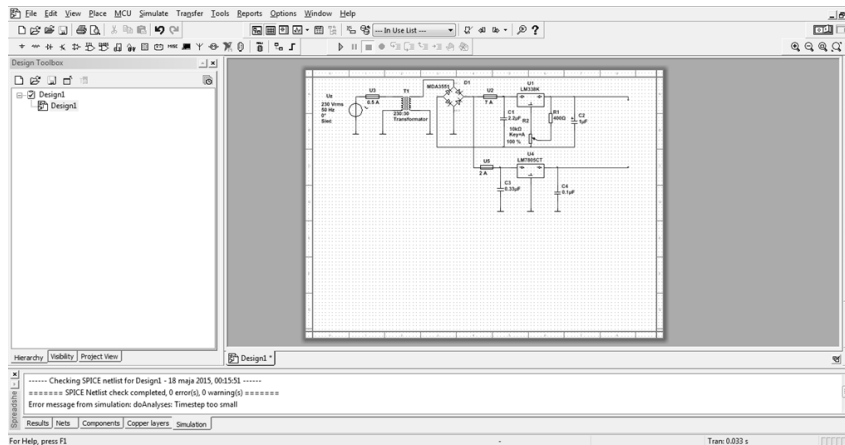 File Edit View Place MCU Simulate Transfer Tools Reports Options Window Help
--- In Use List ---
Design Toolbox
Design1
Design1
Us
230 Vrms
50 Hz
0°
U3
0.5 A
T1
230:30
Transformator
MDA3551
D1
U2
7 A
U1
LM338K
C1
2.2µF
R2
10kΩ
Key=A
100 %
R1
400Ω
C2
1µF
U5
2 A
U4
LM7805CT
C3
0.33µF
C4
0.1µF
Hierarchy Visibility Project View
Design1 *
------ Checking SPICE netlist for Design1 - 18 maja 2015, 00:15:51 ------
======= SPICE Netlist check completed, 0 error(s), 0 warning(s) =======
Error message from simulation: doAnalyses: Timestep too small
Spreadshe
Results Nets Components Copper layers Simulation
For Help, press F1 - Tran: 0.033 s